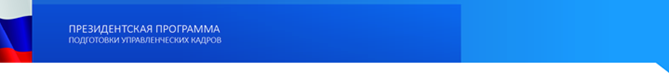 ПРЕЗИДЕНТСКАЯ ПРОГРАММА
ПОДГОТОВКИ УПРАВЛЕНЧЕСКИХ КАДРОВ